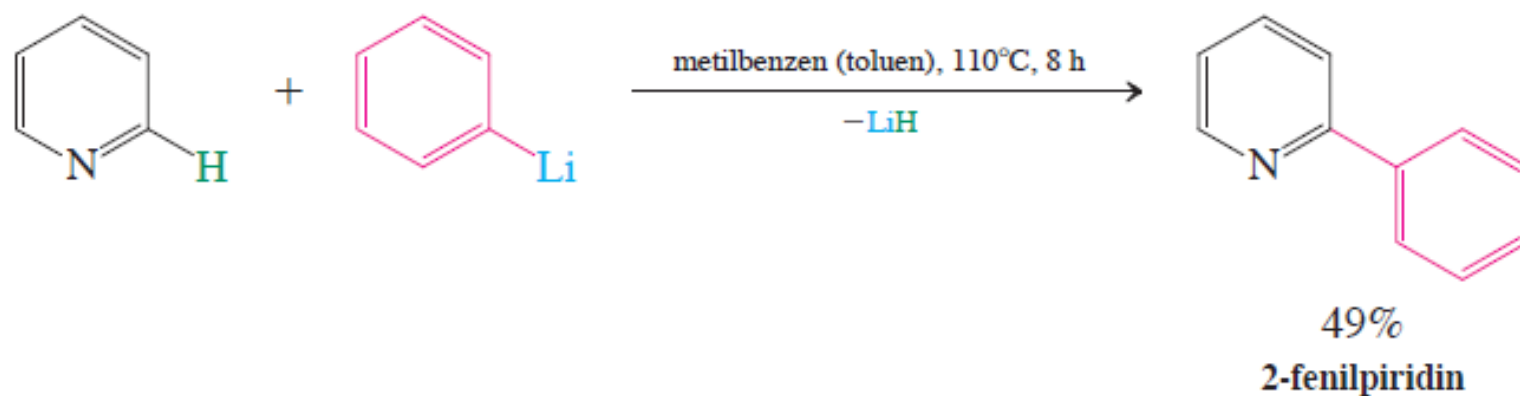 metilbenzen (toluen), 110°C, 8 h
−LiH
N
H
+
Li
N
49%
2-fenilpiridin